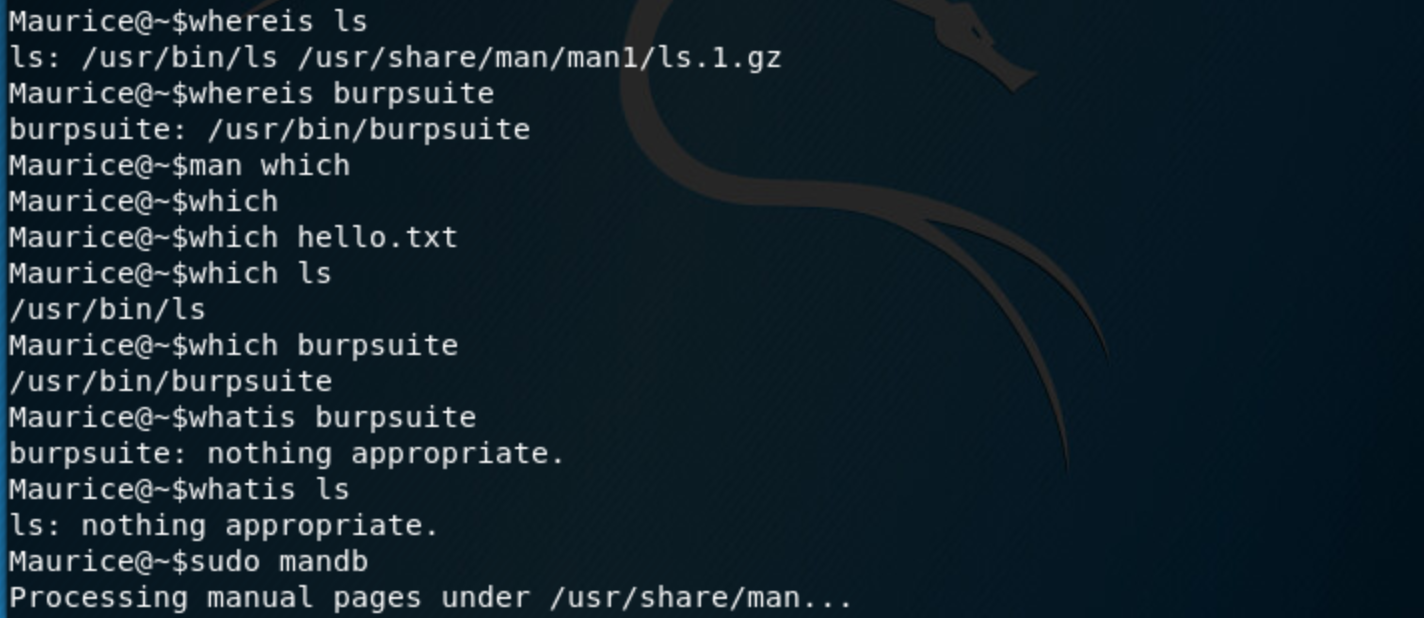 Maurice@~$whereis ls
ls: /usr/bin/ls /usr/share/man/man1/ls.1.gz
Maurice@~$whereis burpsuite
burpsuite: /usr/bin/burpsuite
Maurice@~$man which
Maurice@~$which
Maurice@~$which hello.txt
Maurice@~$which ls
/usr/bin/ls
Maurice@~$which burpsuite
/usr/bin/burpsuite
Maurice@~$whatis burpsuite
burpsuite: nothing appropriate.
Maurice@~$whatis ls
ls: nothing appropriate.
Maurice@~$sudo mandb
Processing manual pages under /usr/share/man...